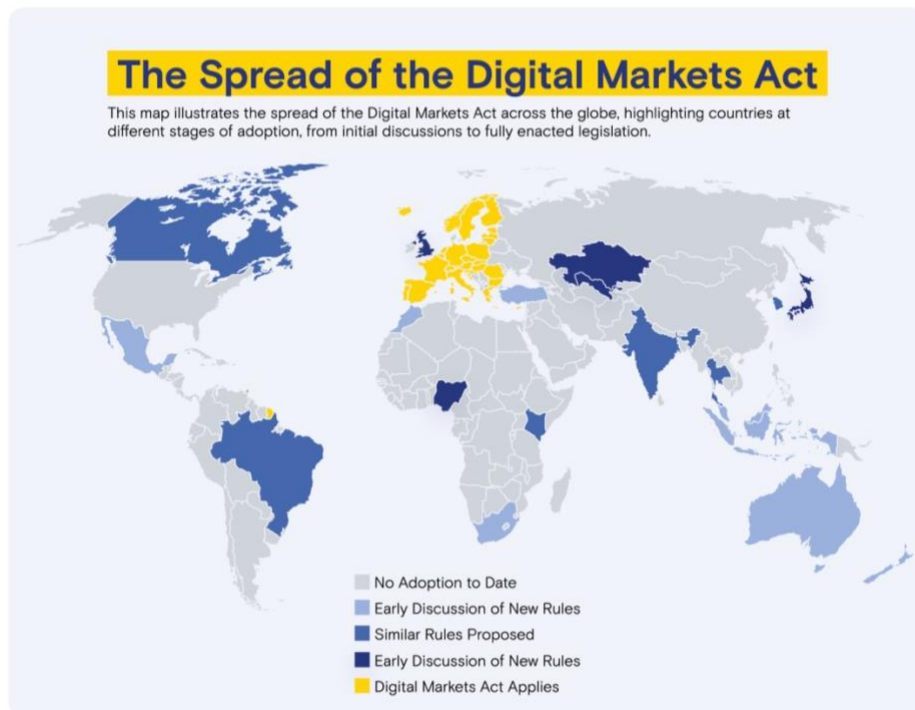 The Spread of the Digital Markets Act
This map illustrates the spread of the Digital Markets Act across the globe, highlighting countries at
different stages of adoption, from initial discussions to fully enacted legislation.
No Adoption to Date
Early Discussion of New Rules
Similar Rules Proposed
Early Discussion of New Rules
Digital Markets Act Applies